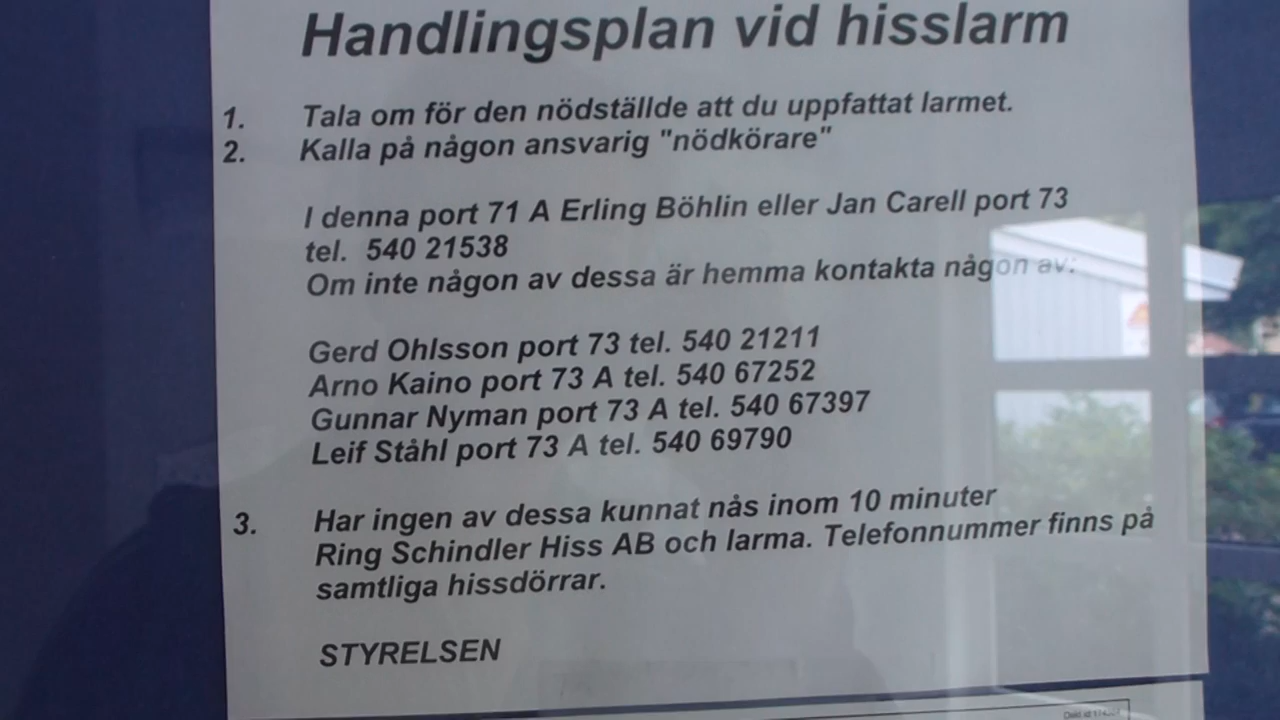 Handlingsplan vid hisslarm
1. Tala om för den nödställde att du uppfattat larmet.
2. Kalla på någon ansvarig "nödkörare"
I denna port 71 A Erling Böhlin eller Jan Carell port 73
tel. 540 21538
Om inte någon av dessa är hemma kontakta någon av:
Gerd Ohlsson port 73 tel. 540 21211
Arno Kaino port 73 A tel. 540 67252
Gunnar Nyman port 73 A tel. 540 67397
Leif Ståhl port 73 A tel. 540 69790
3. Har ingen av dessa kunnat nås inom 10 minuter
Ring Schindler Hiss AB och larma. Telefonnummer finns på
samtliga hissdörrar.
STYRELSEN